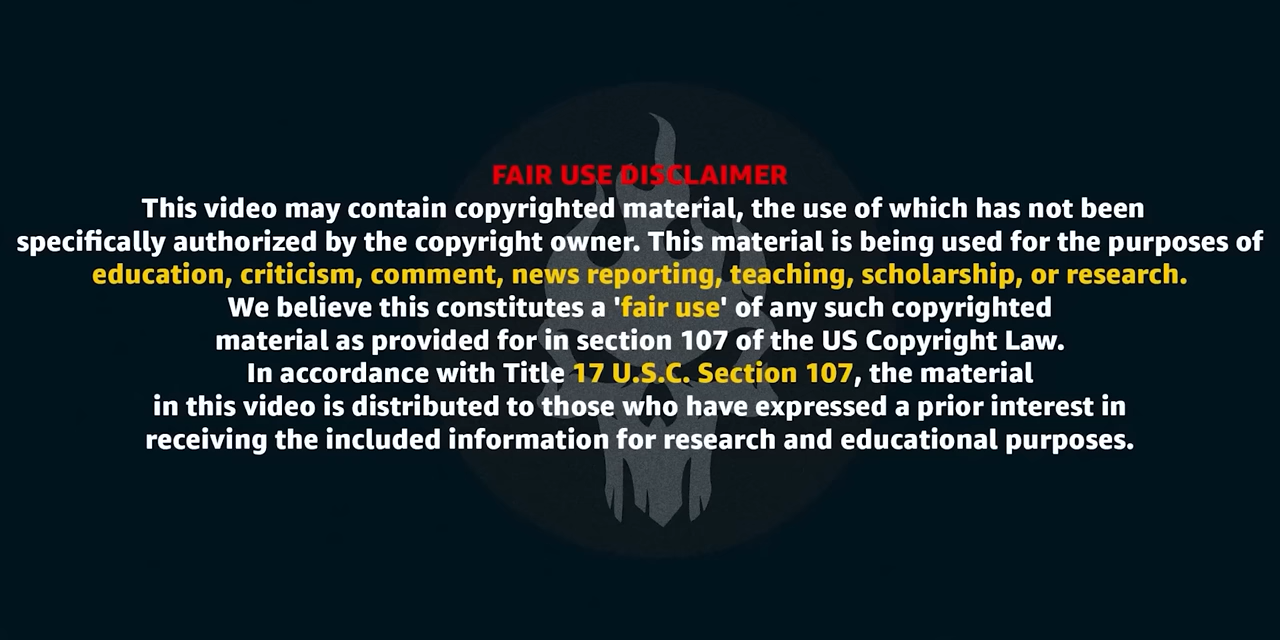 FAIR USE DISCLAIMER
This video may contain copyrighted material, the use of which has not been
specifically authorized by the copyright owner. This material is being used for the purposes of
education, criticism, comment, news reporting, teaching, scholarship, or research.
We believe this constitutes a 'fair use' of any such copyrighted
material as provided for in section 107 of the US Copyright Law.
In accordance with Title 17 U.S.C. Section 107, the material
in this video is distributed to those who have expressed a prior interest in
receiving the included information for research and educational purposes.